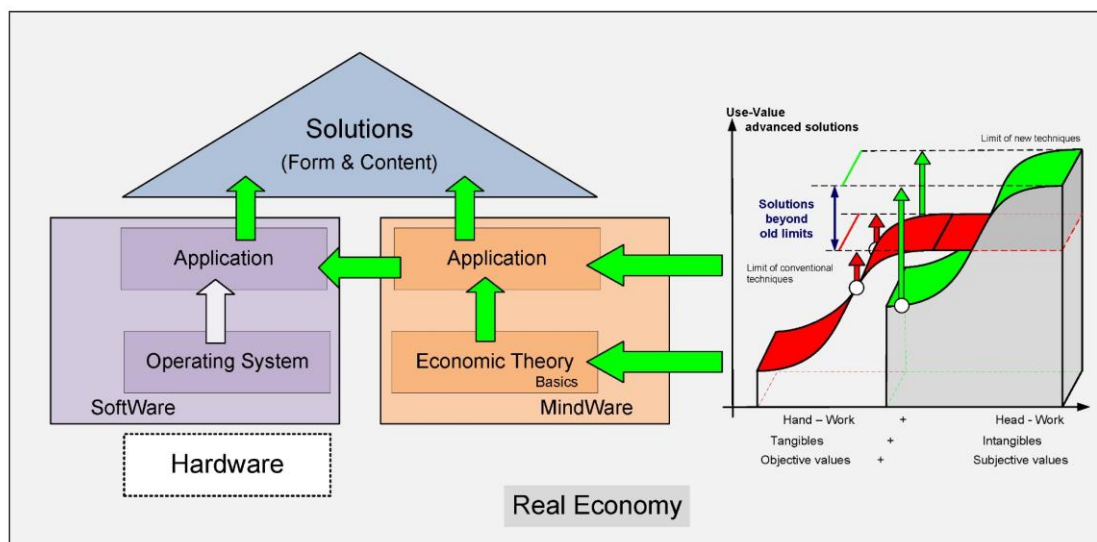 Solutions
(Form & Content)
Application
Operating System
SoftWare
Hardware
Application
Economic Theory
Basics
MindWare
Real Economy
Use-Value
advanced solutions
Limit of new techniques
Solutions
beyond
old limits
Limit of conventional
techniques
Hand – Work + Head - Work
Tangibles + Intangibles
Objective values + Subjective values